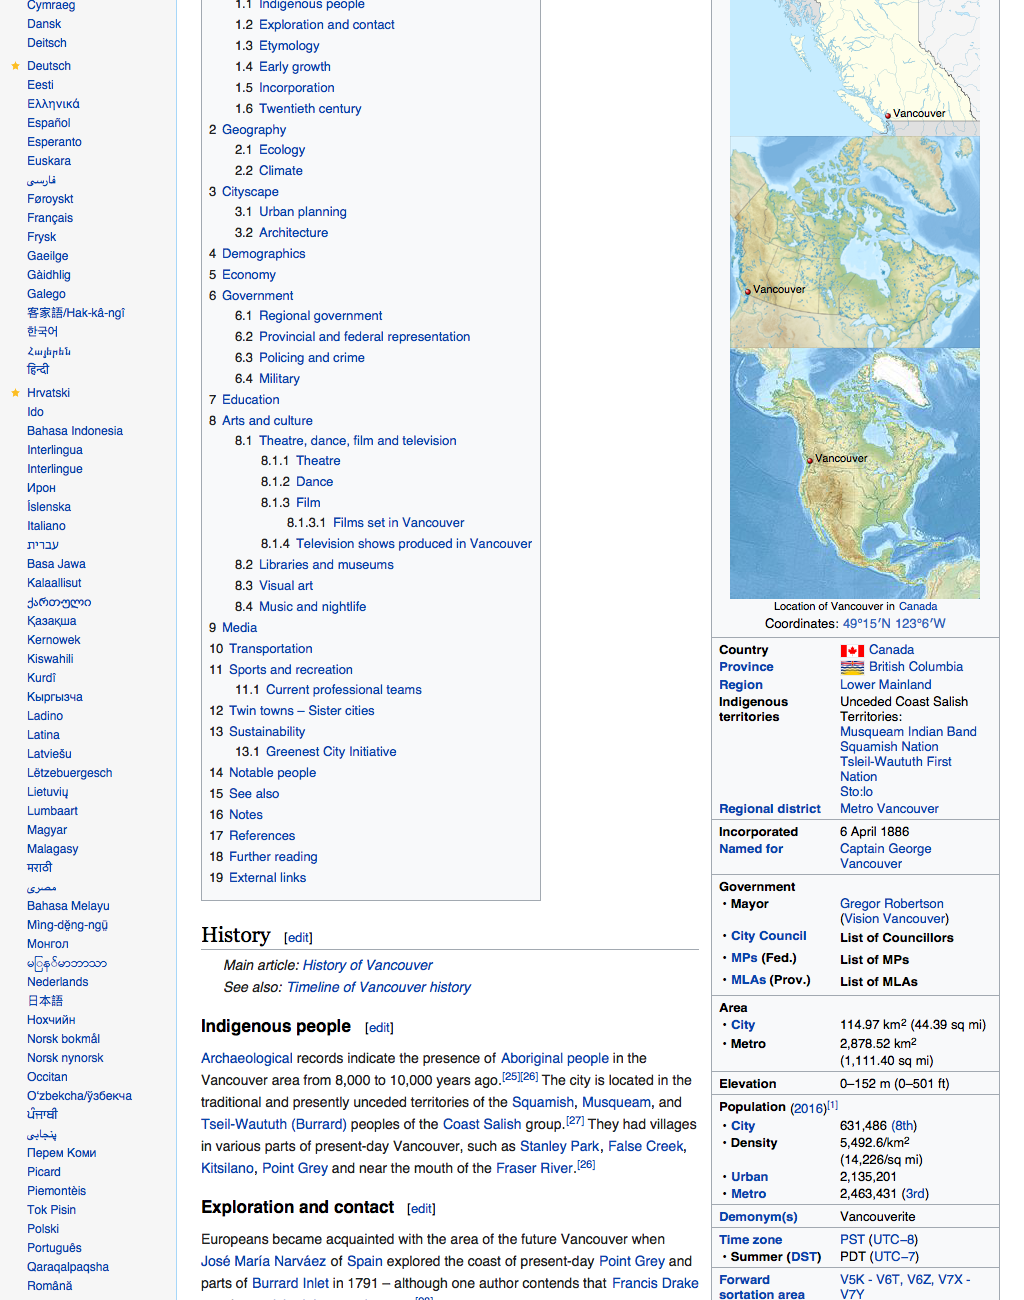 Cymraeg
Dansk
Deitsch
Deutsch
Eesti
Ελληνικά
Español
Esperanto
Euskara
فارسی
Føroyskt
Français
Frysk
Gaeilge
Gàidhlig
Galego
客家語/Hak-kâ-ngî
한국어
Հայերեն
हिन्दी
Hrvatski
Ido
Bahasa Indonesia
Interlingua
Interlingue
Ирон
Íslenska
Italiano
עברית
Basa Jawa
Kalaallisut
ქართული
Қазақша
Kernowek
Kiswahili
Kurdî
Кыргызча
Ladino
Latina
Latviešu
Lëtzebuergesch
Lietuvių
Lumbaart
Magyar
Malagasy
मराठी
مصرى
Bahasa Melayu
Mìng-dĕ̤ng-ngṳ̄
Монгол
မြန်မာဘာသာ
Nederlands
日本語
Нохчийн
Norsk bokmål
Norsk nynorsk
Occitan
Oʻzbekcha/ўзбекча
ਪੰਜਾਬੀ
پنجابی
Перем Коми
Picard
Piemontèis
Tok Pisin
Polski
Português
Qaraqalpaqsha
Română
1.1 Indigenous people
1.2 Exploration and contact
1.3 Etymology
1.4 Early growth
1.5 Incorporation
1.6 Twentieth century
2 Geography
2.1 Ecology
2.2 Climate
3 Cityscape
3.1 Urban planning
3.2 Architecture
4 Demographics
5 Economy
6 Government
6.1 Regional government
6.2 Provincial and federal representation
6.3 Policing and crime
6.4 Military
7 Education
8 Arts and culture
8.1 Theatre, dance, film and television
8.1.1 Theatre
8.1.2 Dance
8.1.3 Film
8.1.3.1 Films set in Vancouver
8.1.4 Television shows produced in Vancouver
8.2 Libraries and museums
8.3 Visual art
8.4 Music and nightlife
9 Media
10 Transportation
11 Sports and recreation
11.1 Current professional teams
12 Twin towns – Sister cities
13 Sustainability
13.1 Greenest City Initiative
14 Notable people
15 See also
16 Notes
17 References
18 Further reading
19 External links
History [edit]
Main article: History of Vancouver
See also: Timeline of Vancouver history
Indigenous people [edit]
Archaeological records indicate the presence of Aboriginal people in the
Vancouver area from 8,000 to 10,000 years ago.[25][26] The city is located in the
traditional and presently unceded territories of the Squamish, Musqueam, and
Tseil-Waututh (Burrard) peoples of the Coast Salish group.[27] They had villages
in various parts of present-day Vancouver, such as Stanley Park, False Creek,
Kitsilano, Point Grey and near the mouth of the Fraser River.[26]
Exploration and contact [edit]
Europeans became acquainted with the area of the future Vancouver when
José María Narváez of Spain explored the coast of present-day Point Grey and
parts of Burrard Inlet in 1791 – although one author contends that Francis Drake
Vancouver
Vancouver
Vancouver
Location of Vancouver in Canada
Coordinates: 49°15′N 123°6′W
Country Canada
Province British Columbia
Region Lower Mainland
Indigenous territories Unceded Coast Salish
Territories:
Musqueam Indian Band
Squamish Nation
Tsleil-Waututh First
Nation
Sto:lo
Regional district Metro Vancouver
Incorporated 6 April 1886
Named for Captain George
Vancouver
Government
• Mayor Gregor Robertson
(Vision Vancouver)
• City Council List of Councillors
• MPs (Fed.) List of MPs
• MLAs (Prov.) List of MLAs
Area
• City 114.97 km2 (44.39 sq mi)
• Metro 2,878.52 km2
(1,111.40 sq mi)
Elevation 0–152 m (0–501 ft)
Population (2016)[1]
• City 631,486 (8th)
• Density 5,492.6/km2
(14,226/sq mi)
• Urban 2,135,201
• Metro 2,463,431 (3rd)
Demonym(s) Vancouverite
Time zone PST (UTC−8)
• Summer (DST) PDT (UTC−7)
Forward sortation area V5K - V6T, V6Z, V7X -
V7Y